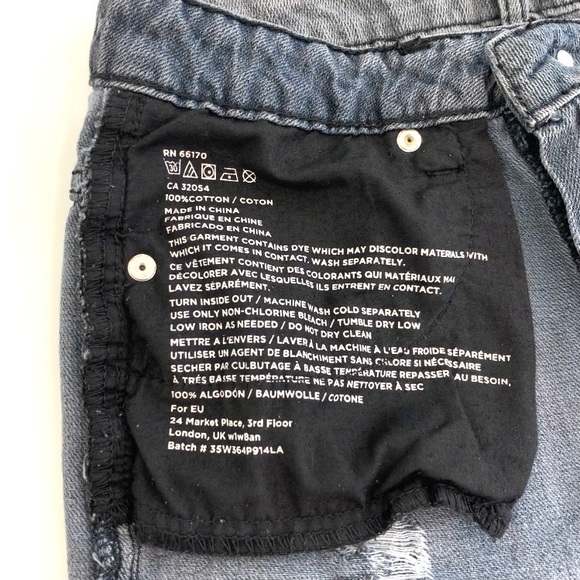 RN 66170
30
CA 32054
100%COTTON / COTON
MADE IN CHINA
FABRIQUE EN CHINE
FABRICADO EN CHINA
THIS GARMENT CONTAINS DYE WHICH MAY DISCOLOR MATERIALS WITH
WHICH IT COMES IN CONTACT. WASH SEPARATELY.
CE VÊTEMENT CONTIENT DES COLORANTS QUI MATÉRIAUX MAI
DÉCOLORER AVEC LESQUELLES ILS ENTRENT EN CONTACT.
LAVEZ SÉPARÉMENT.
TURN INSIDE OUT / MACHINE WASH COLD SEPARATELY
USE ONLY NON-CHLORINE BLEACH / TUMBLE DRY LOW
LOW IRON AS NEEDED / DO NOT DRY CLEAN
METTRE A L'ENVERS / LAVER À LA MACHINE À L'EAU FROIDE SÉPARÉMENT
UTILISER UN AGENT DE BLANCHIMENT SANS CHLORE SI NÉCESSAIRE
SECHER PAR CULBUTAGE À BASSE TEMPÉRATURE REPASSER AU BESOIN,
À TRÉS BAISE TEMPÉRATURE NE PAS NETTOYER À SEC
100% ALGODÓN / BAUMWOLLE / COTONE
For EU
24 Market Place, 3rd Floor
London, UK w1w8an
Batch # 35W364P914LA